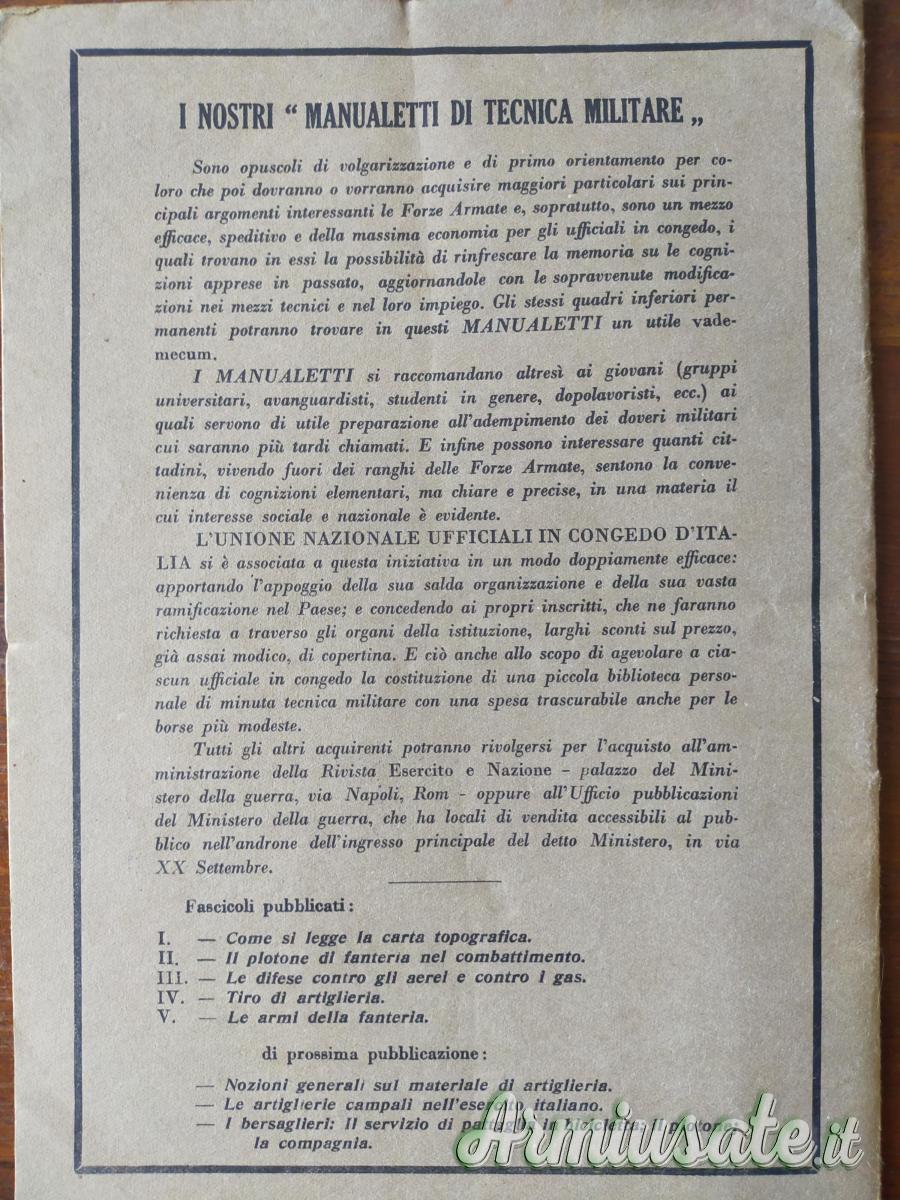 I NOSTRI “ MANUALETTI DI TECNICA MILITARE „
Sono opuscoli di volgarizzazione e di primo orientamento per co-
loro che poi dovranno o vorranno acquisire maggiori particolari sui prin-
cipali argomenti interessanti le Forze Armate e, sopratutto, sono un mezzo
efficace, speditivo e della massima economia per gli ufficiali in congedo, i
quali trovano in essi la possibilità di rinfrescare la memoria su le cogni-
zioni apprese in passato, aggiornandole con le sopravvenute modifica-
zioni nei mezzi tecnici e nel loro impiego. Gli stessi quadri inferiori per-
manenti potranno trovare in questi MANUALETTI un utile vade-
mecum.
I MANUALETTI si raccomandano altresì ai giovani (gruppi
universitari, avanguardisti, studenti in genere, dopolavoristi, ecc.) ai
quali servono di utile preparazione all'adempimento dei doveri militari
cui saranno più tardi chiamati. E infine possono interessare quanti cit-
tadini, vivendo fuori dei ranghi delle Forze Armate, sentono la conve-
nienza di cognizioni elementari, ma chiare e precise, in una materia il
cui interesse sociale e nazionale è evidente.
L'UNIONE NAZIONALE UFFICIALI IN CONGEDO D'ITA-
LIA si è associata a questa iniziativa in un modo doppiamente efficace:
apportando l'appoggio della sua salda organizzazione e della sua vasta
ramificazione nel Paese; e concedendo ai propri inscritti, che ne faranno
richiesta a traverso gli organi della istituzione, larghi sconti sul prezzo,
già assai modico, di copertina. E ciò anche allo scopo di agevolare a cia-
scun ufficiale in congedo la costituzione di una piccola biblioteca perso-
nale di minuta tecnica militare con una spesa trascurabile anche per le
borse più modeste.
Tutti gli altri acquirenti potranno rivolgersi per l'acquisto all'am-
ministrazione della Rivista Esercito e Nazione - palazzo del Mini-
stero della guerra, via Napoli, Rom - oppure all'Ufficio pubblicazioni
del Ministero della guerra, che ha locali di vendita accessibili al pub-
blico nell'androne dell'ingresso principale del detto Ministero, in via
XX Settembre.
Fascicoli pubblicati:
I. — Come si legge la carta topografica.
II. — Il plotone di fanteria nel combattimento.
III. — Le difese contro gli aerei e contro i gas.
IV. — Tiro di artiglieria.
V. — Le armi della fanteria.
di prossima pubblicazione:
— Nozioni generali sul materiale di artiglieria.
— Le artiglierie campali nell'esercito italiano.
— I bersaglieri: Il servizio di pattuglia in bicicletta; il plotone;
la compagnia.
Armiusate.it